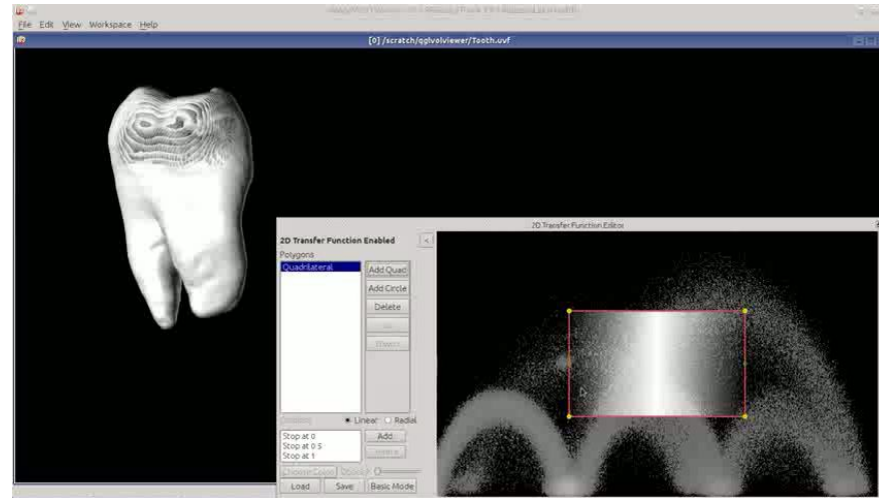 File Edit View Workspace Help
[0] /scratch/qglvolviewer/Tooth.uvf
2D Transfer Function Editor
2D Transfer Function Enabled
<
Polygons
Quadrilateral
Add Quad
Add Circle
Delete
Linear
Radial
Stop at 0
Stop at 0.5
Stop at 1
Add
Choose Color
Load
Save
Basic Mode